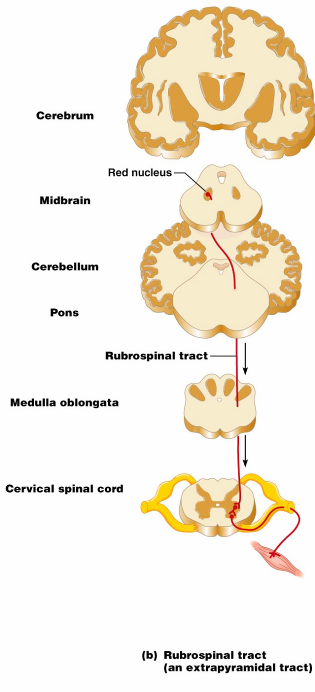 Cerebrum
Red nucleus
Midbrain
Cerebellum
Pons
Rubrospinal tract
Medulla oblongata
Cervical spinal cord
(b) Rubrospinal tract
(an extrapyramidal tract)